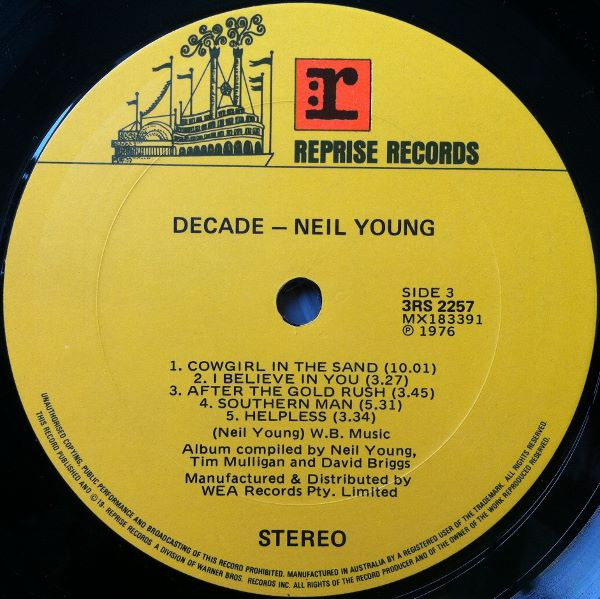 r
REPRISE RECORDS
DECADE – NEIL YOUNG
SIDE 3
3RS 2257
MX183391
℗ 1976
1. COWGIRL IN THE SAND (10.01)
2. I BELIEVE IN YOU (3.27)
3. AFTER THE GOLD RUSH (3.45)
4. SOUTHERN MAN (5.31)
5. HELPLESS (3.34)
(Neil Young) W.B. Music
Album compiled by Neil Young,
Tim Mulligan and David Briggs
Manufactured & Distributed by
WEA Records Pty. Limited
STEREO
UNAUTHORISED COPYING, PUBLIC PERFORMANCE AND BROADCASTING OF THIS RECORD PROHIBITED. MANUFACTURED IN AUSTRALIA BY A REGISTERED USER OF THE TRADEMARK. ALL RIGHTS RESERVED.
THIS RECORD PUBLISHED AND ©19- REPRISE RECORDS A DIVISION OF WARNER BROS. RECORDS INC. ALL RIGHTS OF THE RECORD PRODUCER AND OF THE OWNER OF THE WORK REPRODUCED RESERVED.